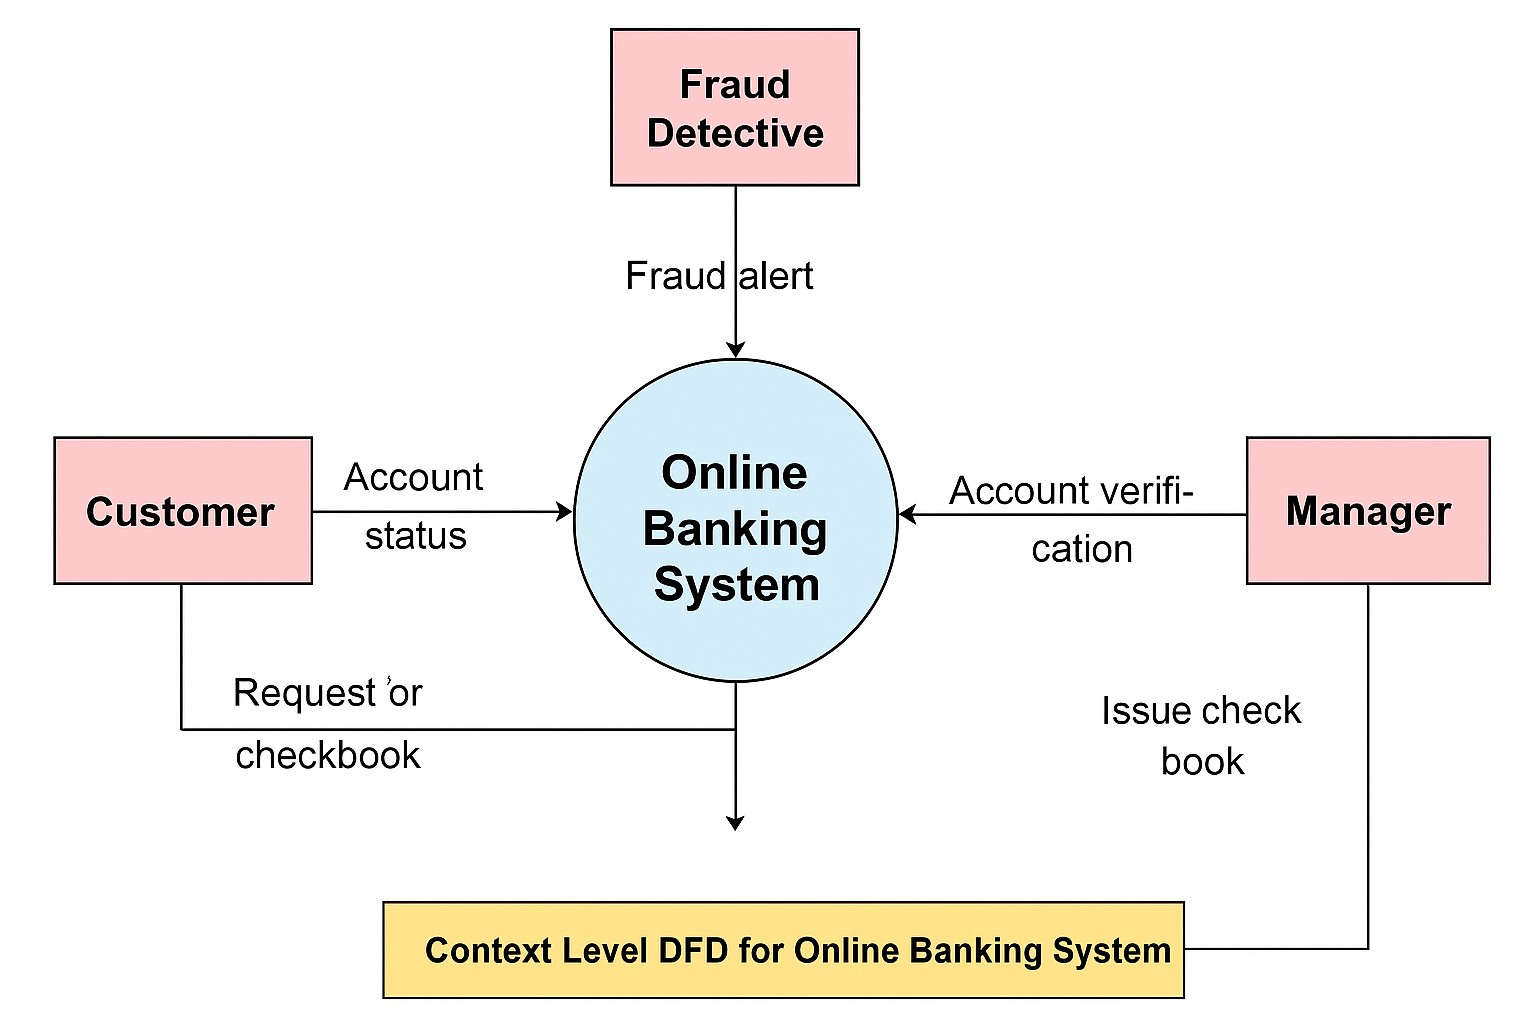 Fraud
Detective
Fraud alert
Online
Banking
System
Customer
Account
status
Account verifi-
cation
Manager
Request 'or
checkbook
Issue check
book
Context Level DFD for Online Banking System